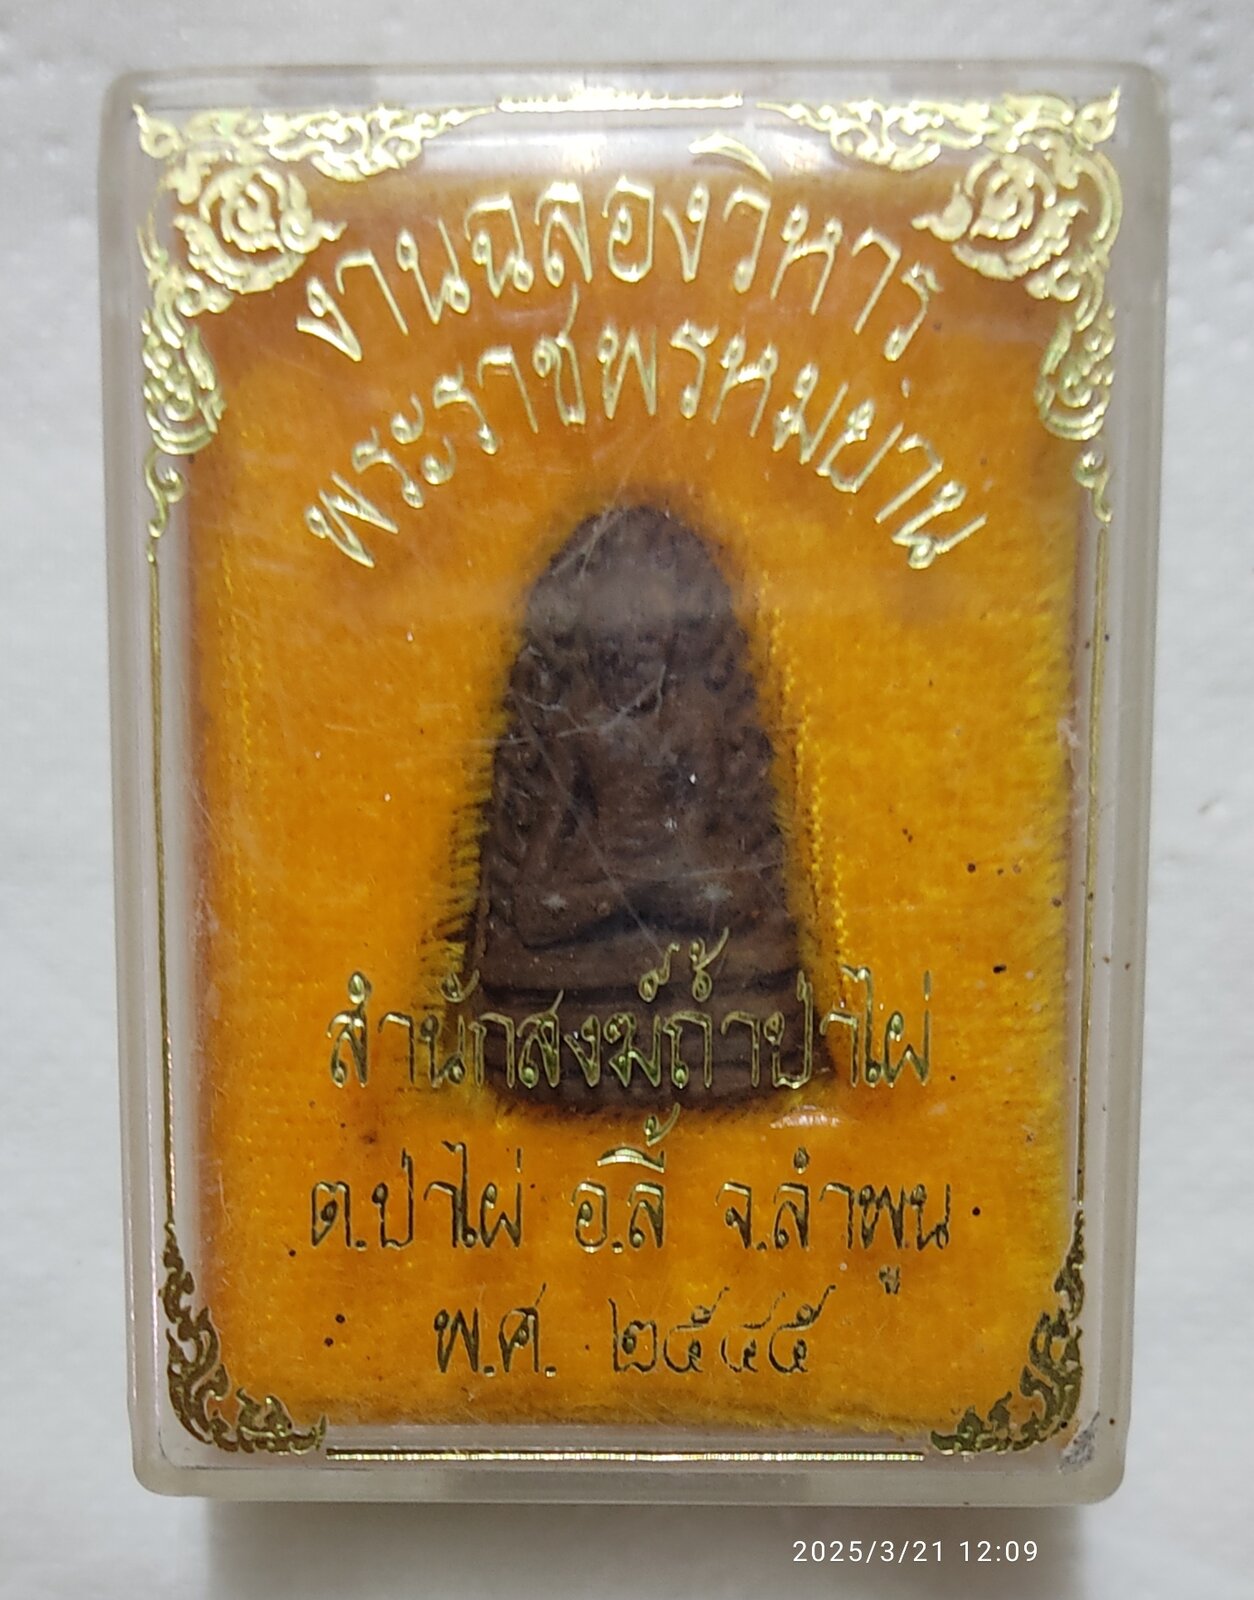 งานฉลองวิหาร
พระราชพรหมยาน
สำนักสงฆ์ถ้ำป่าไผ่
ต.ป่าไผ่ อ.ลี้ จ.ลำพูน
พ.ศ. ๒๕๔๕
2025/3/21 12:09